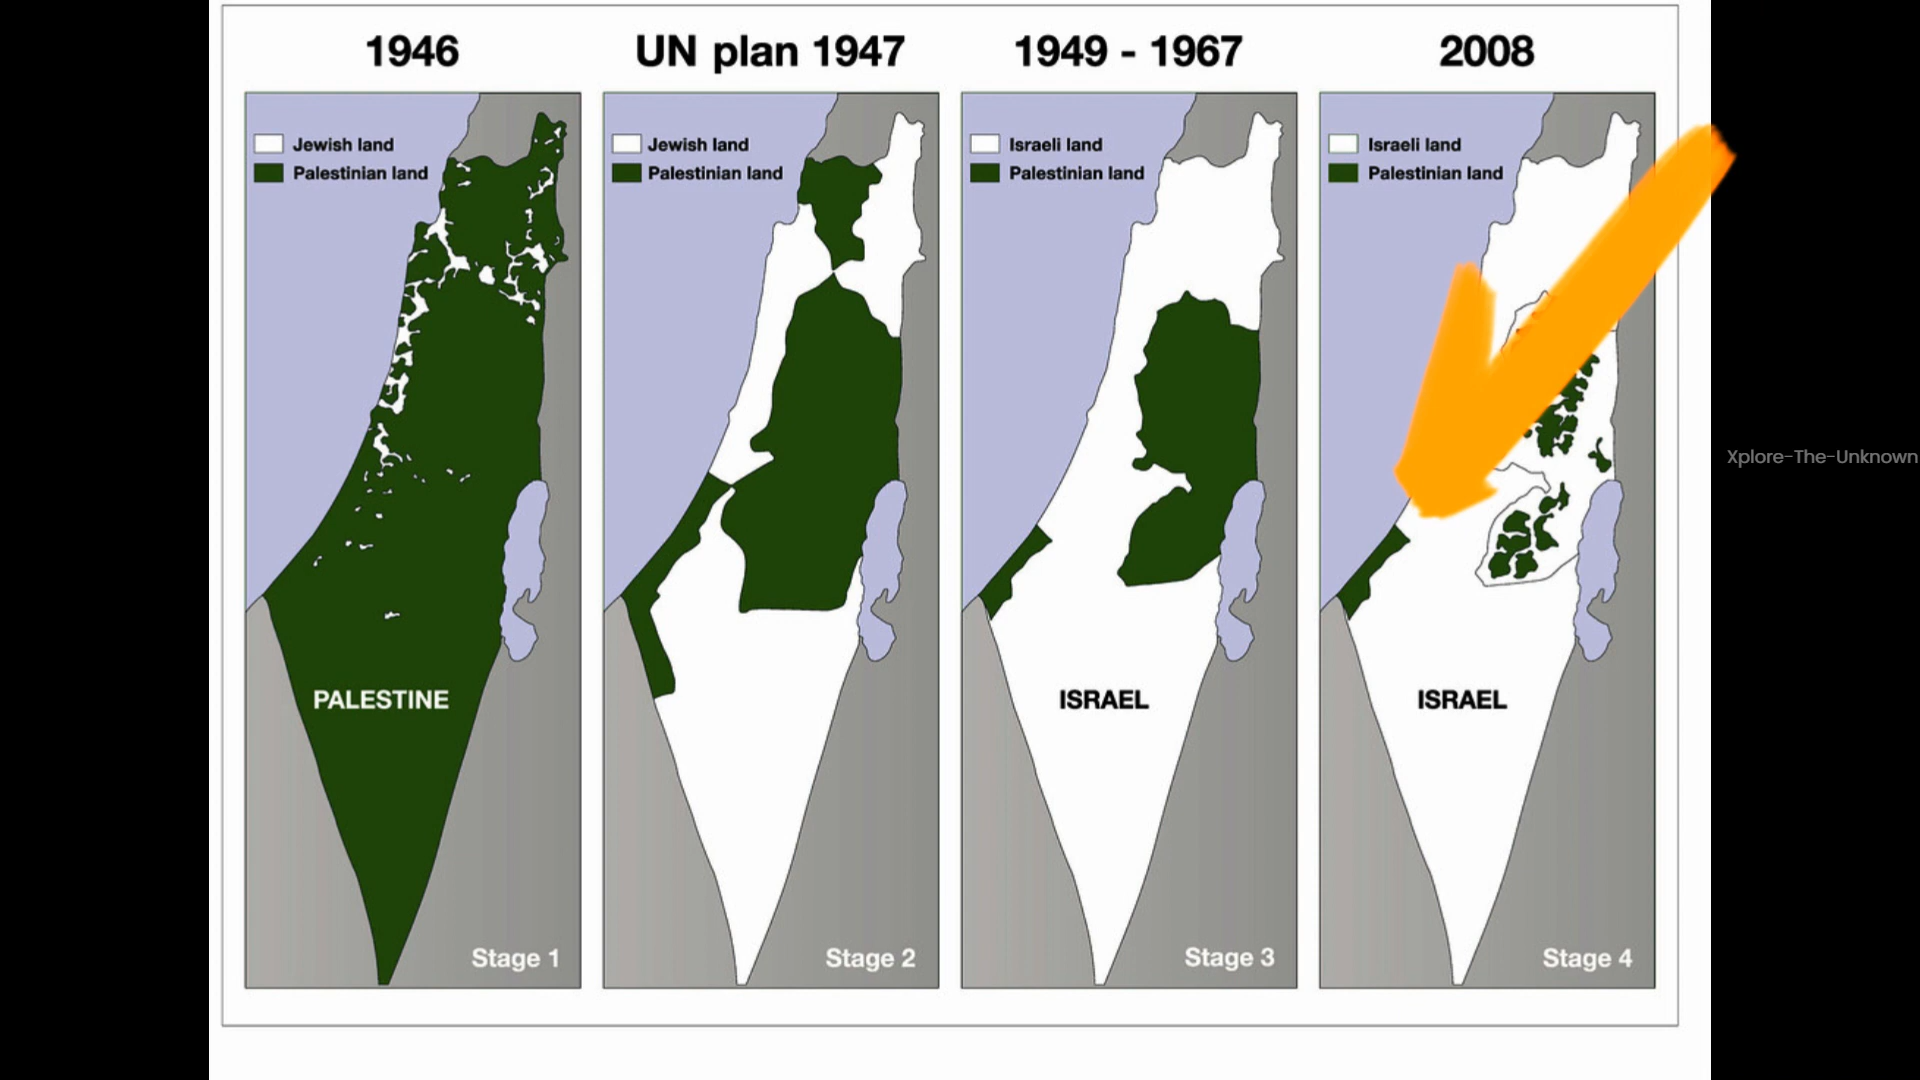 1946
UN plan 1947
1949 - 1967
2008
Jewish land
Palestinian land
PALESTINE
Stage 1
Jewish land
Palestinian land
Stage 2
Israeli land
Palestinian land
ISRAEL
Stage 3
Israeli land
Palestinian land
ISRAEL
Stage 4
Xplore-The-Unknown